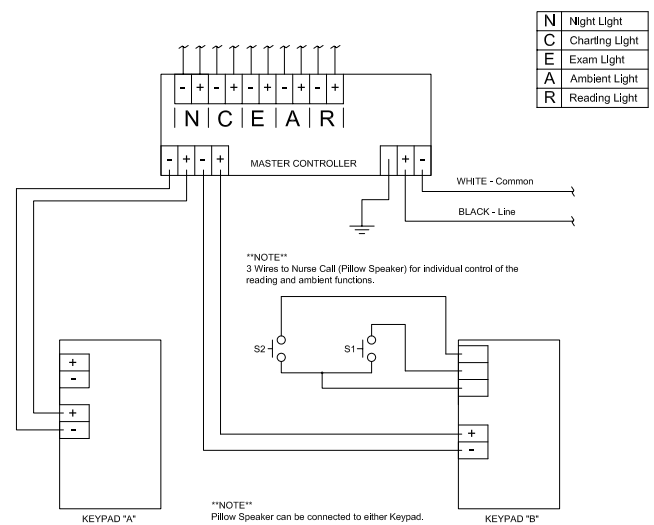 N Night Light
C Charting Light
E Exam Light
A Ambient Light
R Reading Light
- + - + - + - + - +
N C E A R
- + - +
MASTER CONTROLLER
+ -
WHITE - Common
BLACK - Line
**NOTE**
3 Wires to Nurse Call (Pillow Speaker) for individual control of the
reading and ambient functions.
S2
S1
+
-
+
-
+
-
**NOTE**
Pillow Speaker can be connected to either Keypad.
KEYPAD "A"
KEYPAD "B"